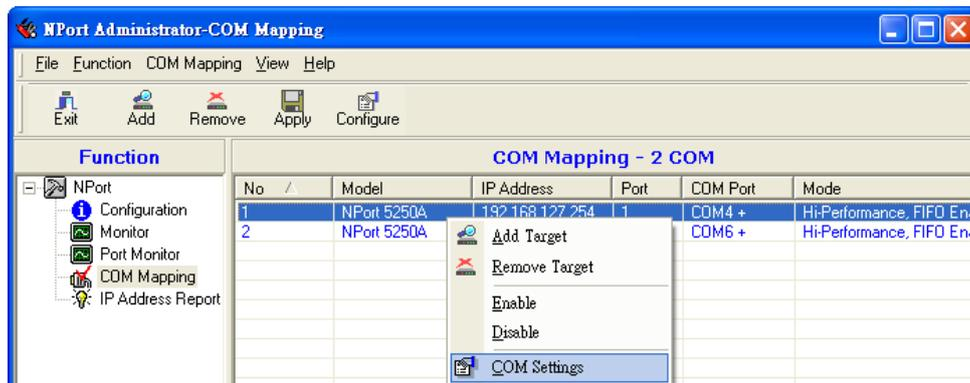 NPort Administrator-COM Mapping
File Function COM Mapping View Help
Exit Add Remove Apply Configure
Function
COM Mapping - 2 COM
NPort
Configuration
Monitor
Port Monitor
COM Mapping
IP Address Report
No Model IP Address Port COM Port Mode
1 NPort 5250A 192.168.127.254 1 COM4 + Hi-Performance, FIFO Ena
2 NPort 5250A COM6 + Hi-Performance, FIFO Ena
Add Target
Remove Target
Enable
Disable
COM Settings